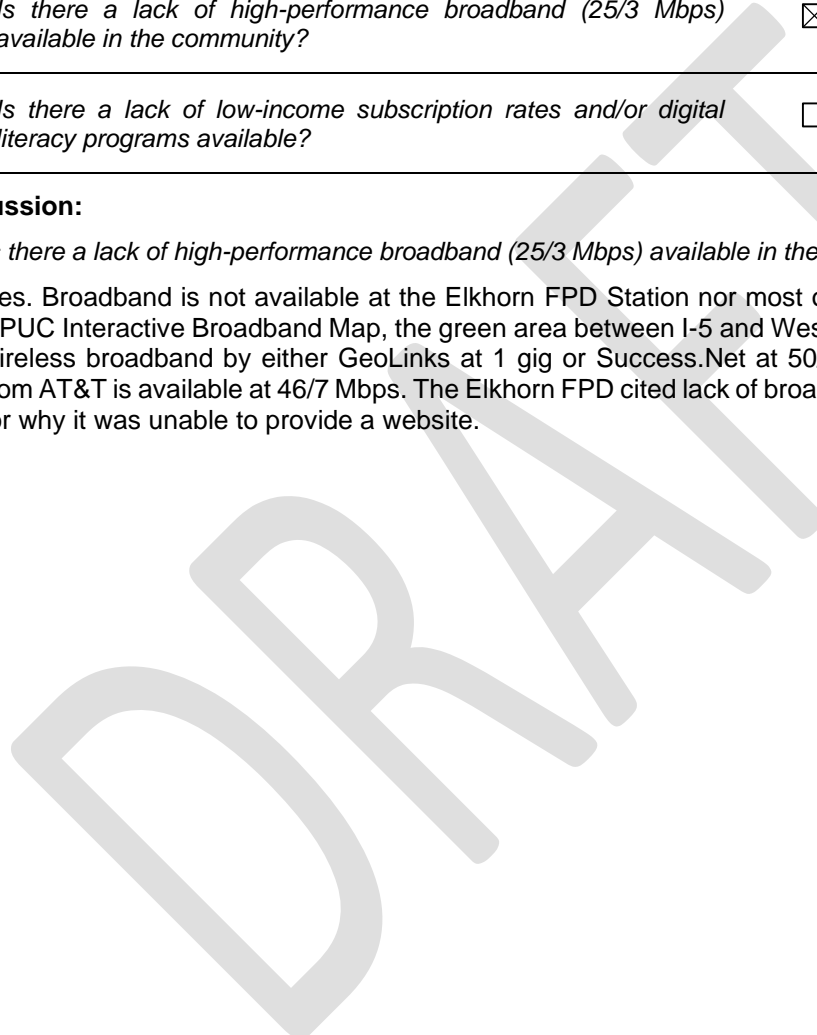 Is there a lack of high-performance broadband (25/3 Mbps)
available in the community?
Is there a lack of low-income subscription rates and/or digital
literacy programs available?
ussion:
there a lack of high-performance broadband (25/3 Mbps) available in the
es. Broadband is not available at the Elkhorn FPD Station nor most
PUC Interactive Broadband Map, the green area between I-5 and Wes
ireless broadband by either GeoLinks at 1 gig or Success.Net at 50
om AT&T is available at 46/7 Mbps. The Elkhorn FPD cited lack of broa
or why it was unable to provide a website.
DRAFT